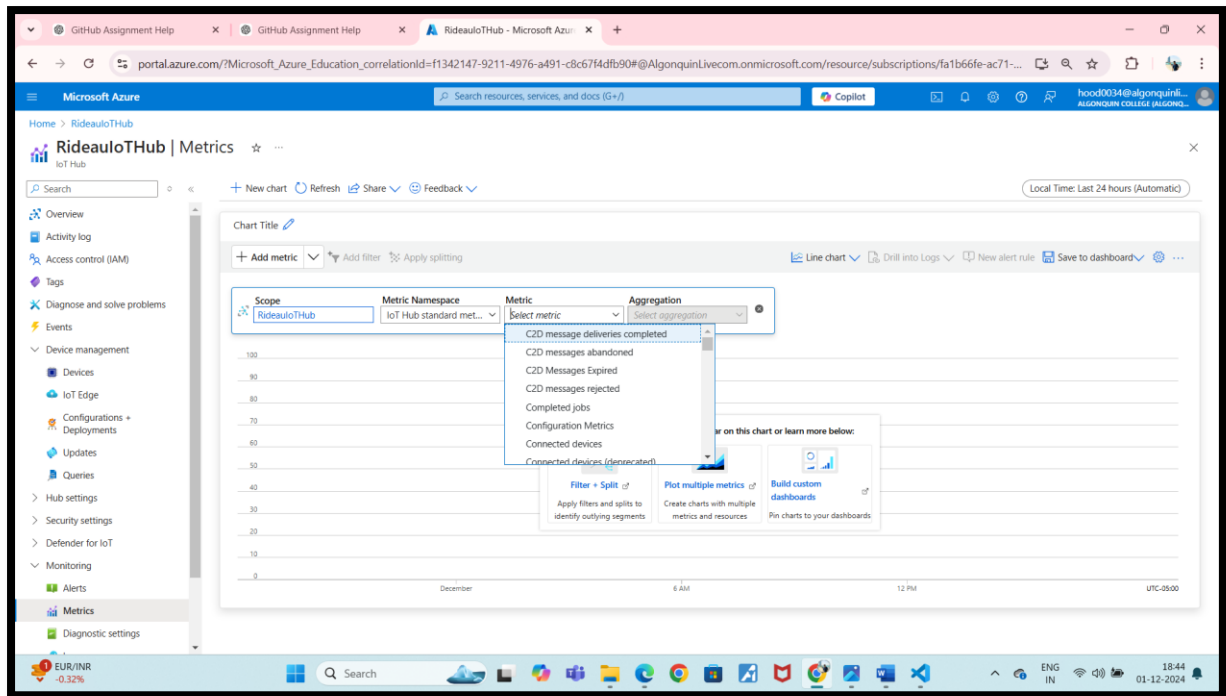 GitHub Assignment Help
GitHub Assignment Help
RideauIoTHub - Microsoft Azur
portal.azure.com/?Microsoft_Azure_Education_correlationId=f1342147-9211-4976-a491-c8c67f4dfb90#@AlgonquinLivecom.onmicrosoft.com/resource/subscriptions/fa1b66fe-ac71-...
Microsoft Azure
Search resources, services, and docs (G+/)
Copilot
hood0034@algonquinli...
ALGONQUIN COLLEGE (ALGONQ...
Home > RideauIoTHub
RideauIoTHub | Metrics
IoT Hub
Search
New chart Refresh Share Feedback
Local Time: Last 24 hours (Automatic)
Overview
Activity log
Access control (IAM)
Tags
Diagnose and solve problems
Events
Device management
Devices
IoT Edge
Configurations +
Deployments
Updates
Queries
Hub settings
Security settings
Defender for IoT
Monitoring
Alerts
Metrics
Diagnostic settings
Chart Title
Add metric Add filter Apply splitting
Line chart Drill into Logs New alert rule Save to dashboard
Scope
RideauIoTHub
Metric Namespace
IoT Hub standard met...
Metric
Select metric
Aggregation
Select aggregation
C2D message deliveries completed
C2D messages abandoned
C2D Messages Expired
C2D messages rejected
Completed jobs
Configuration Metrics
Connected devices
Connected devices (deprecated)
100
90
80
70
60
50
40
30
20
10
0
on this chart or learn more below:
Filter + Split
Apply filters and splits to
identify outlying segments
Plot multiple metrics
Create charts with multiple
metrics and resources
Build custom
dashboards
Pin charts to your dashboards
December
6 AM
12 PM
UTC-05:00
1
EUR/INR
-0.32%
Search
ENG
IN
18:44
01-12-2024